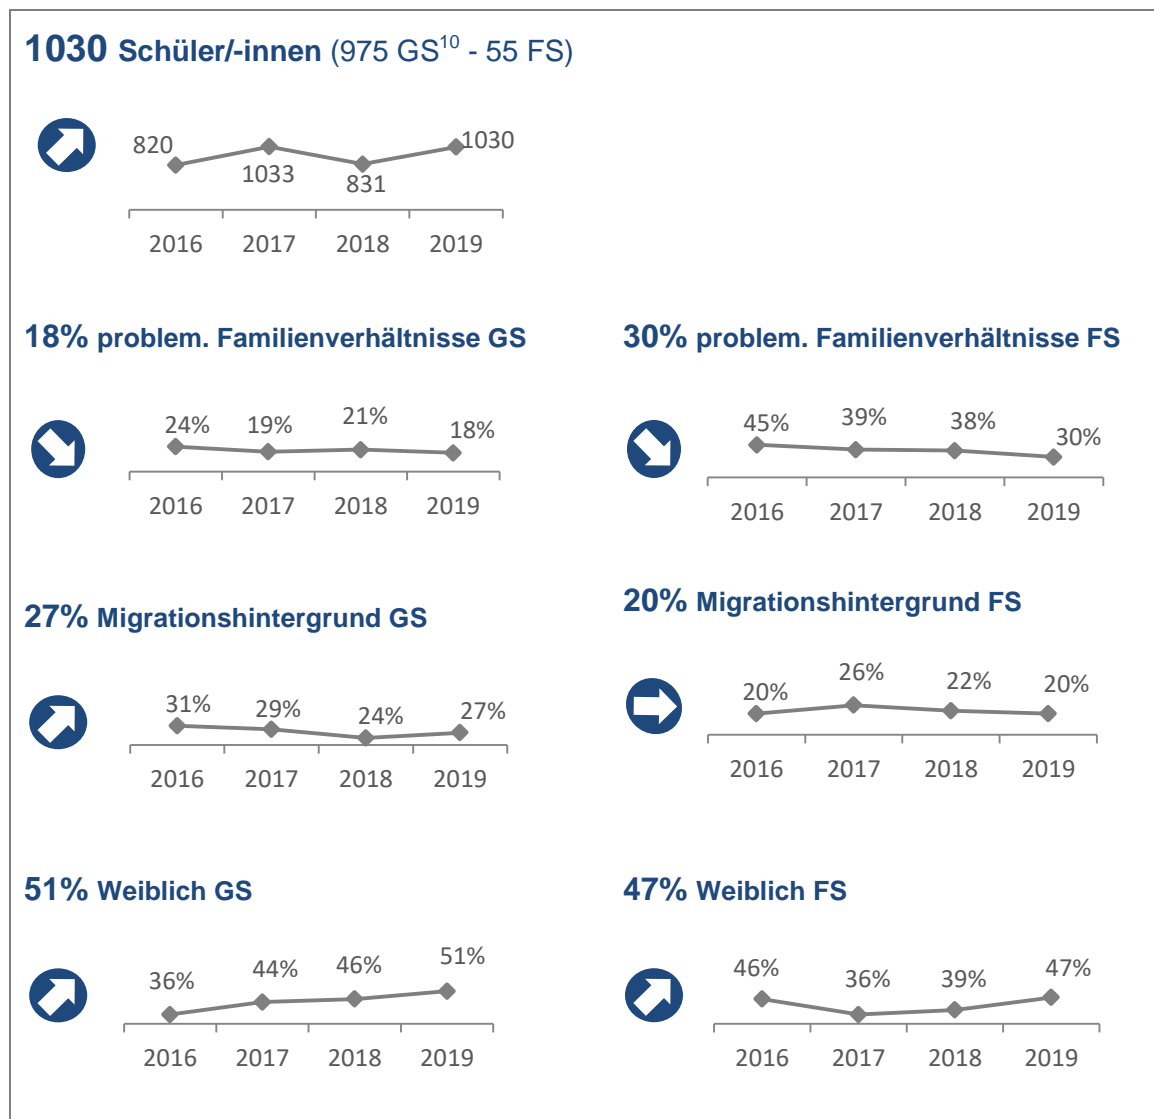 1030 Schüler/-innen (975 GS10 - 55 FS)
820 1033 831 1030
2016 2017 2018 2019
18% problem. Familienverhältnisse GS
24% 19% 21% 18%
2016 2017 2018 2019
30% problem. Familienverhältnisse FS
45% 39% 38% 30%
2016 2017 2018 2019
27% Migrationshintergrund GS
31% 29% 24% 27%
2016 2017 2018 2019
20% Migrationshintergrund FS
20% 26% 22% 20%
2016 2017 2018 2019
51% Weiblich GS
36% 44% 46% 51%
2016 2017 2018 2019
47% Weiblich FS
46% 36% 39% 47%
2016 2017 2018 2019